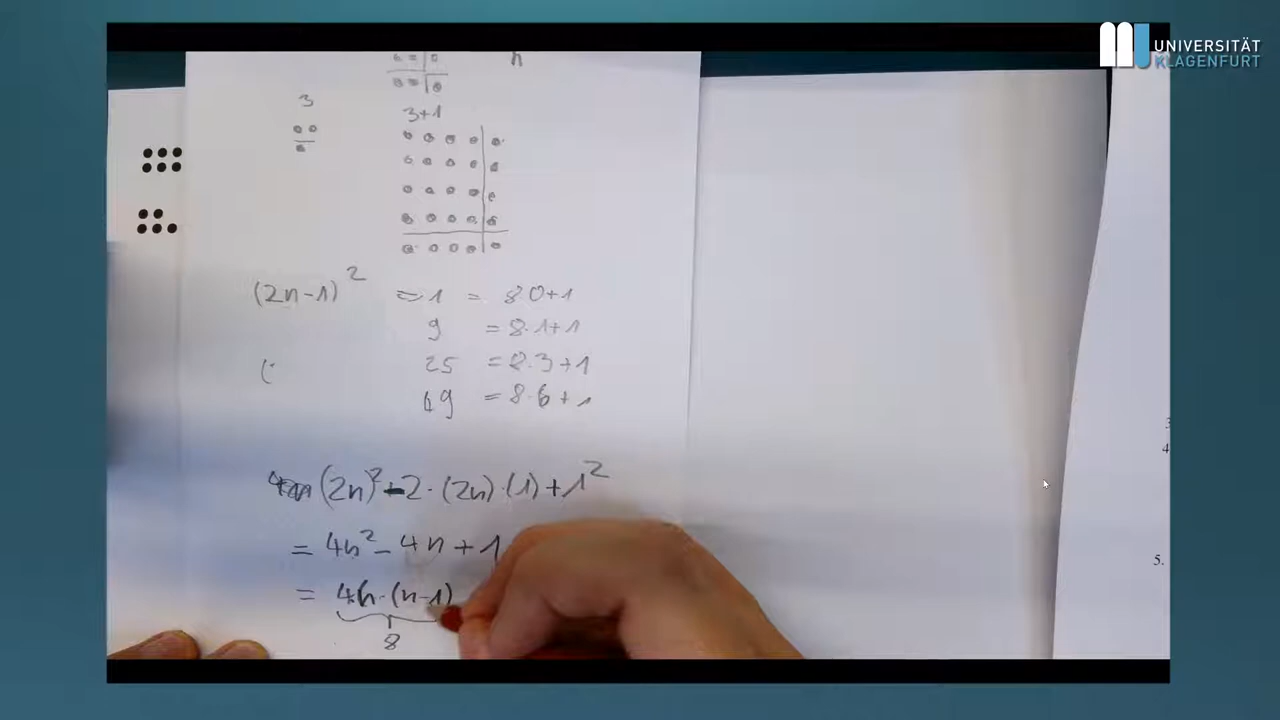 UNIVERSITÄT
KLAGENFURT
n
3
3+1
(2n-1)² = 1 = 8·0+1
9 = 8·1+1
25 = 8·3+1
49 = 8·6+1
(
(2n)² - 2·(2n)·(1)+1²
= 4n² - 4n + 1
= 4n·(n-1)
8
4
5.